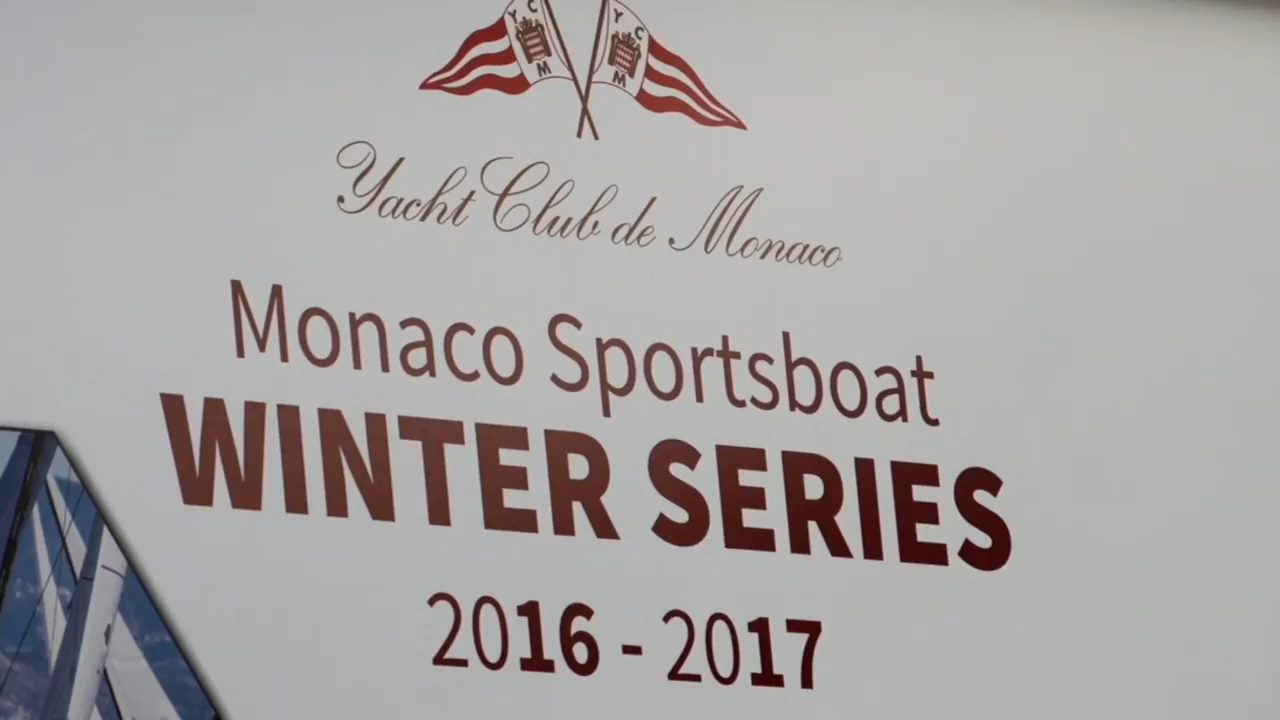 Y C M
Y C M
Yacht Club de Monaco
Monaco Sportsboat
WINTER SERIES
2016 - 2017